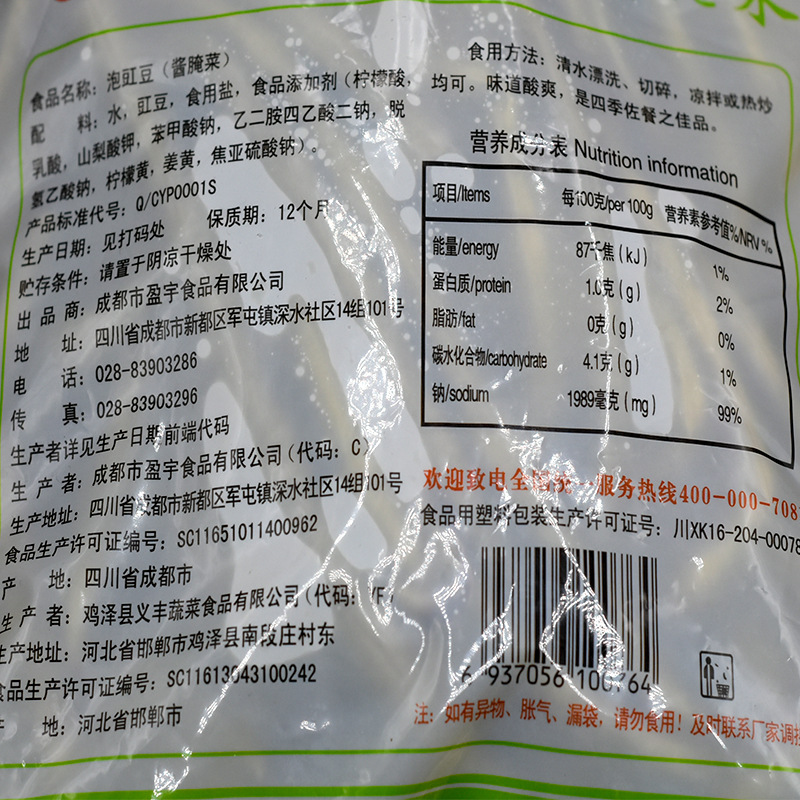 食品名称：泡豇豆（酱腌菜）
配 料：水，豇豆，食用盐，食品添加剂（柠檬酸，
乳酸，山梨酸钾，苯甲酸钠，乙二胺四乙酸二钠，脱
氢乙酸钠，柠檬黄，姜黄，焦亚硫酸钠）。
产品标准代号：Q/CYP0001S
生产日期：见打码处 保质期：12个月
贮存条件：请置于阴凉干燥处
出 品 商：成都市盈宇食品有限公司
地 址：四川省成都市新都区军屯镇深水社区14组101号
电 话：028-83903286
传 真：028-83903296
生产者详见生产日期前端代码
生 产 者：成都市盈宇食品有限公司（代码：C）
生产地址：四川省成都市新都区军屯镇深水社区14组101号
食品生产许可证编号：SC11651011400962
产 地：四川省成都市
生 产 者：鸡泽县义丰蔬菜食品有限公司（代码：YF）
生产地址：河北省邯郸市鸡泽县南段庄村东
食品生产许可证编号：SC11613043100242
产 地：河北省邯郸市
食用方法：清水漂洗、切碎，凉拌或热炒
均可。味道酸爽，是四季佐餐之佳品。
营养成分表 Nutrition information
项目/Items 每100克/per 100g 营养素参考值%/NRV%
能量/energy 87千焦（kJ） 1%
蛋白质/protein 1.0克（g） 2%
脂肪/fat 0克（g） 0%
碳水化合物/carbohydrate 4.1克（g） 1%
钠/sodium 1989毫克（mg） 99%
欢迎致电全国统一服务热线400-000-708
食品用塑料包装生产许可证号：川XK16-204-00078
6 937056 100764
注：如有异物、胀气、漏袋，请勿食用！及时联系厂家调换